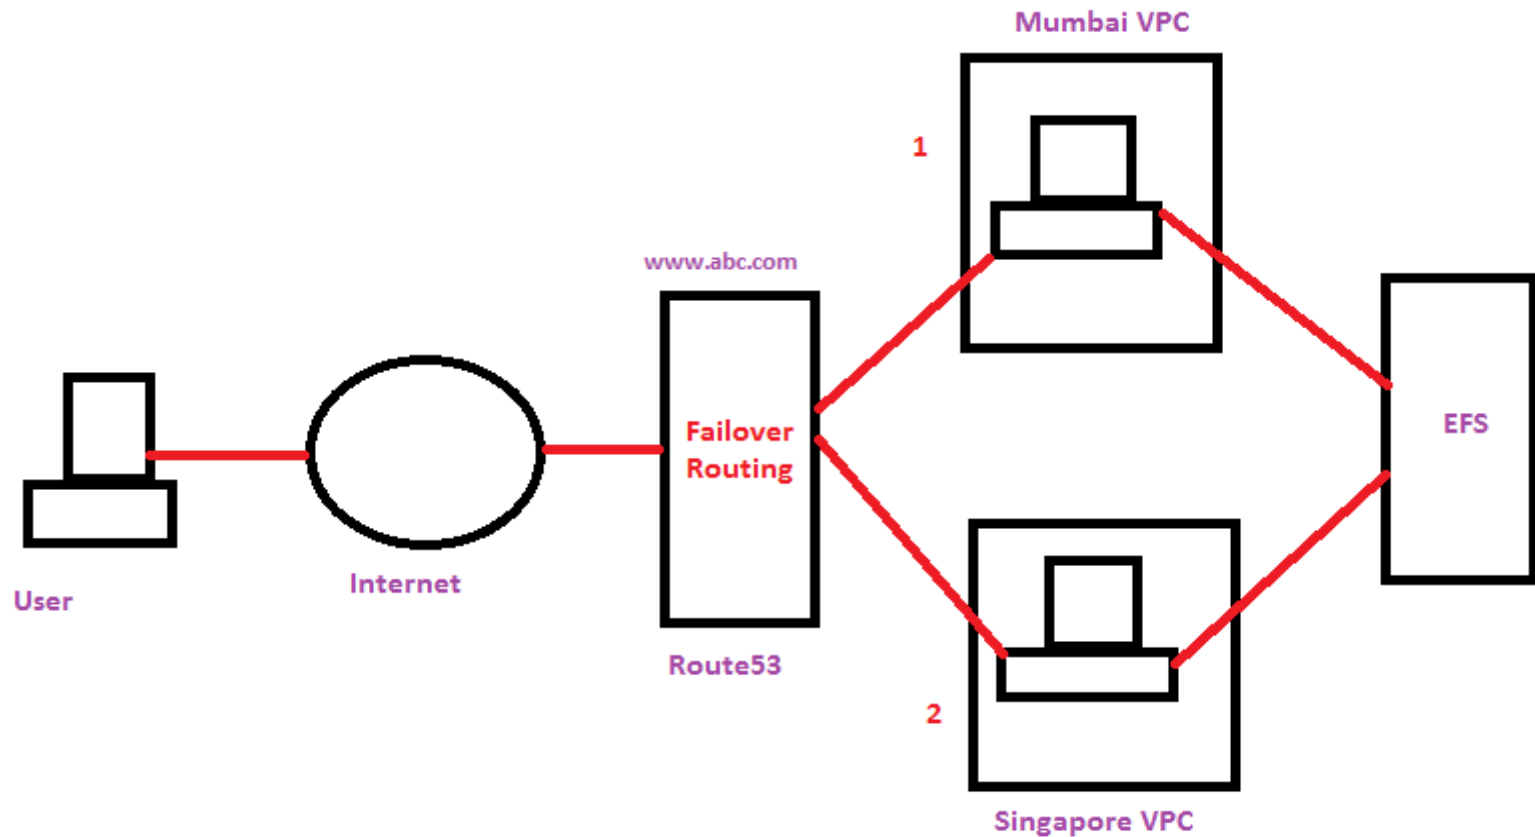 Mumbai VPC
1
www.abc.com
Failover
Routing
EFS
Internet
User
Route53
2
Singapore VPC